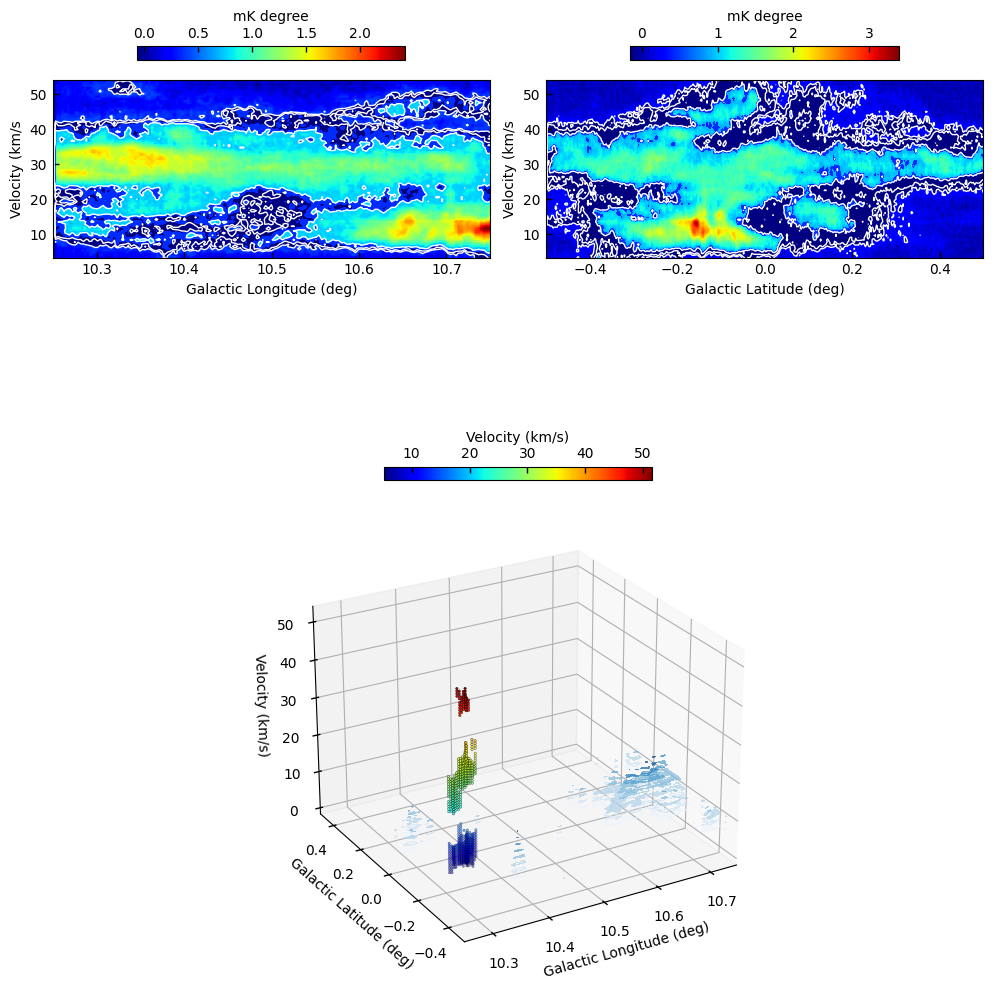 mK degree
0.0 0.5 1.0 1.5 2.0
mK degree
0 1 2 3
50
40
30
20
10
Velocity (km/s
10.3 10.4 10.5 10.6 10.7
Galactic Longitude (deg)
50
40
30
20
10
Velocity (km/s
−0.4 −0.2 0.0 0.2 0.4
Galactic Latitude (deg)
Velocity (km/s)
10 20 30 40 50
50
40
30
20
10
0
Velocity (km/s)
0.4
0.2
0.0
−0.2
−0.4
Galactic Latitude (deg)
10.3
10.4
10.5
10.6
10.7
Galactic Longitude (deg)